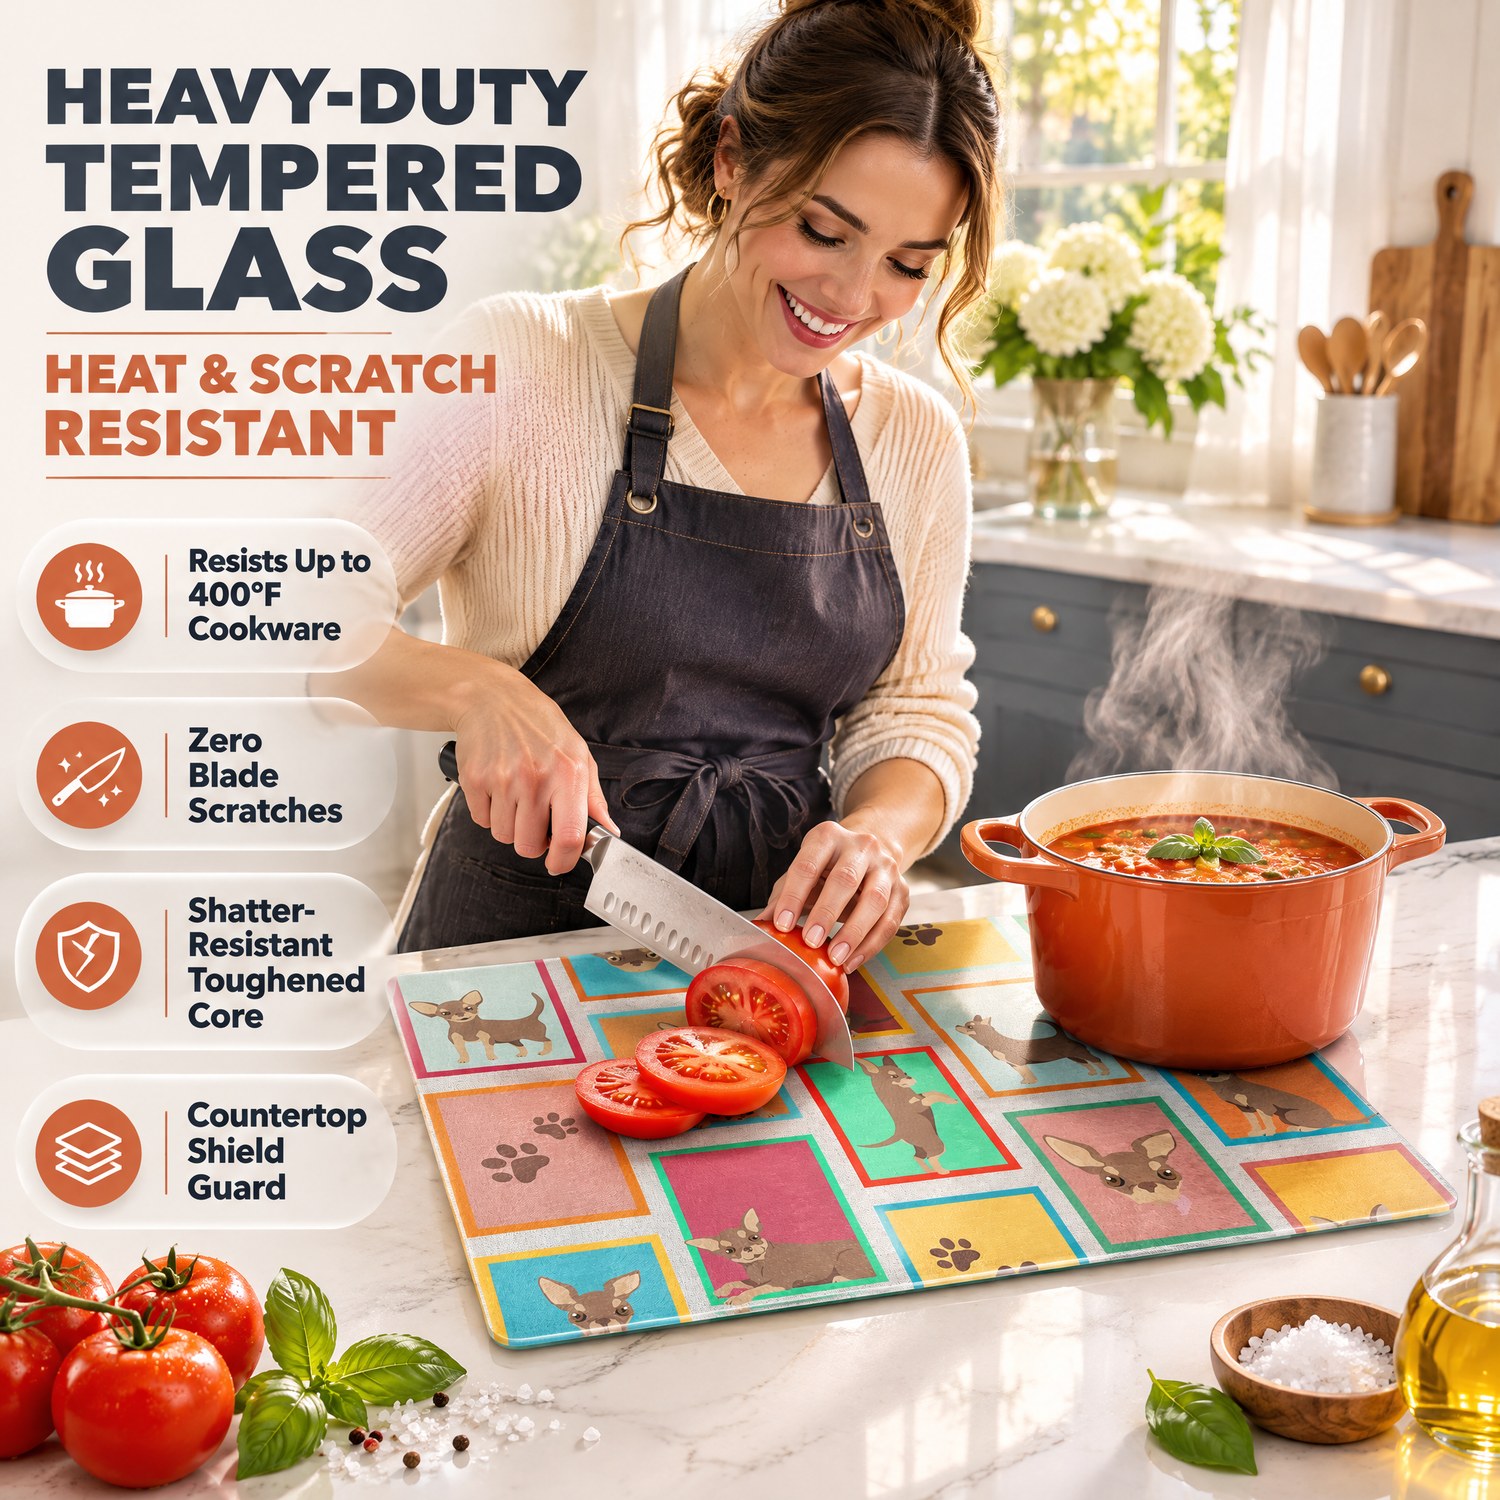 HEAVY-DUTY
TEMPERED
GLASS
HEAT & SCRATCH
RESISTANT
Resists Up to
400°F
Cookware
Zero
Blade
Scratches
Shatter-
Resistant
Toughened
Core
Countertop
Shield
Guard